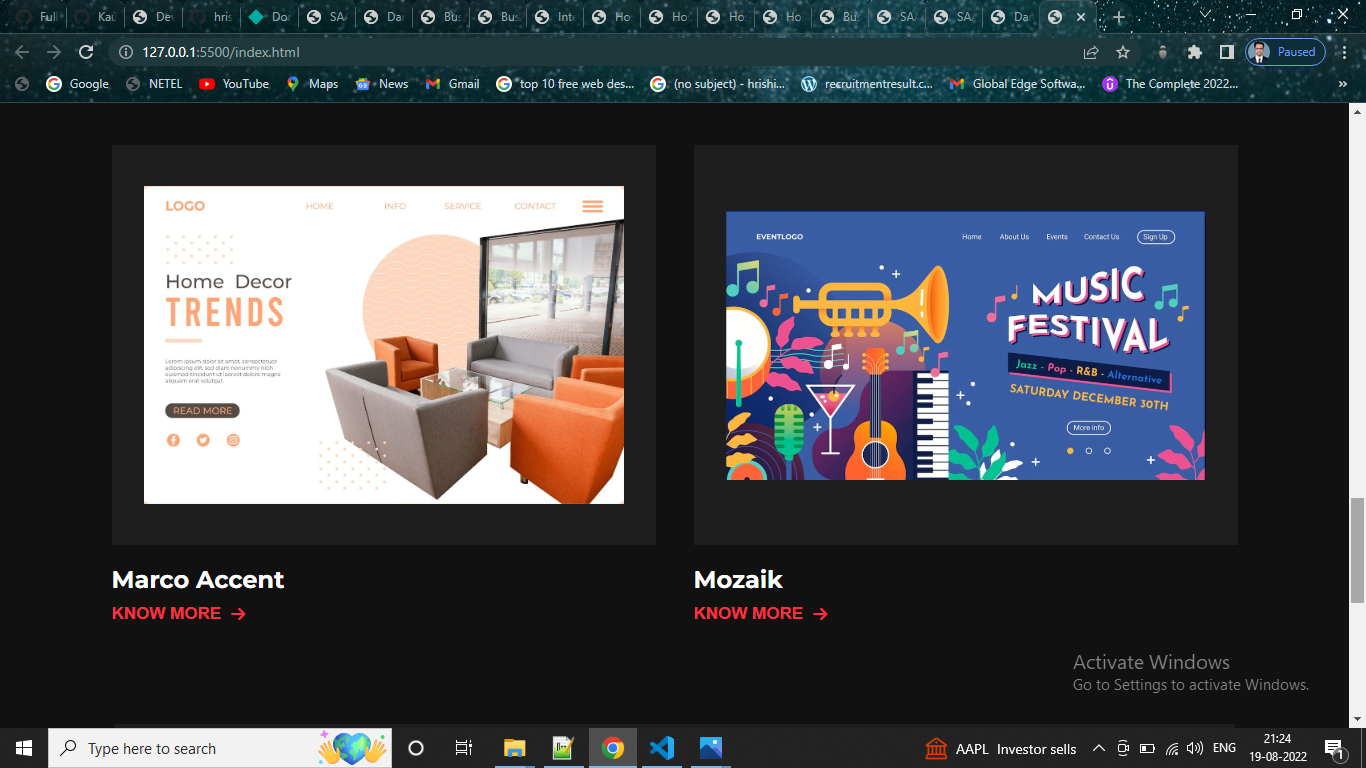 Ful
Kau
Dev
hris
Do
SA
Da
Bus
Bus
Inte
Ho
Ho
Ho
Ho
Bus
SA
SA
Da
127.0.0.1:5500/index.html
Paused
Google
NETEL
YouTube
Maps
News
Gmail
top 10 free web des...
(no subject) - hrishi...
recruitmentresult.c...
Global Edge Softwa...
The Complete 2022...
LOGO HOME INFO SERVICE CONTACT
Home Decor
TRENDS
Lorem ipsum dolor sit amet, consectetuer
adipiscing elit, sed diam nonummy nibh
euismod tincidunt ut laoreet dolore magna
aliquam erat volutpat.
READ MORE
EVENTLOGO Home About Us Events Contact Us Sign Up
MUSIC
FESTIVAL
Jazz - Pop - R&B - Alternative
SATURDAY DECEMBER 30TH
More info
Marco Accent
KNOW MORE →
Mozaik
KNOW MORE →
Activate Windows
Go to Settings to activate Windows.
Type here to search
AAPL Investor sells
ENG
21:24
19-08-2022
1